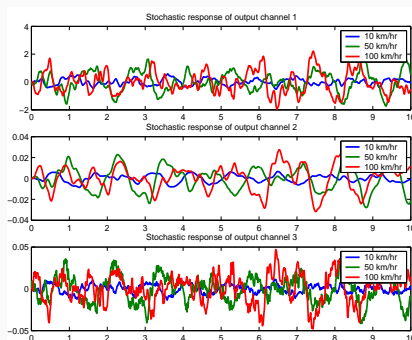 Stochastic response of output channel 1
4
2
0
−2
10 km/hr
50 km/hr
100 km/hr
0 1 2 3 4 5 6 7 8 9 10
Stochastic response of output channel 2
0.04
0.02
0
−0.02
−0.04
10 km/hr
50 km/hr
100 km/hr
0 1 2 3 4 5 6 7 8 9 10
Stochastic response of output channel 3
0.05
0
−0.05
10 km/hr
50 km/hr
100 km/hr
0 1 2 3 4 5 6 7 8 9 10